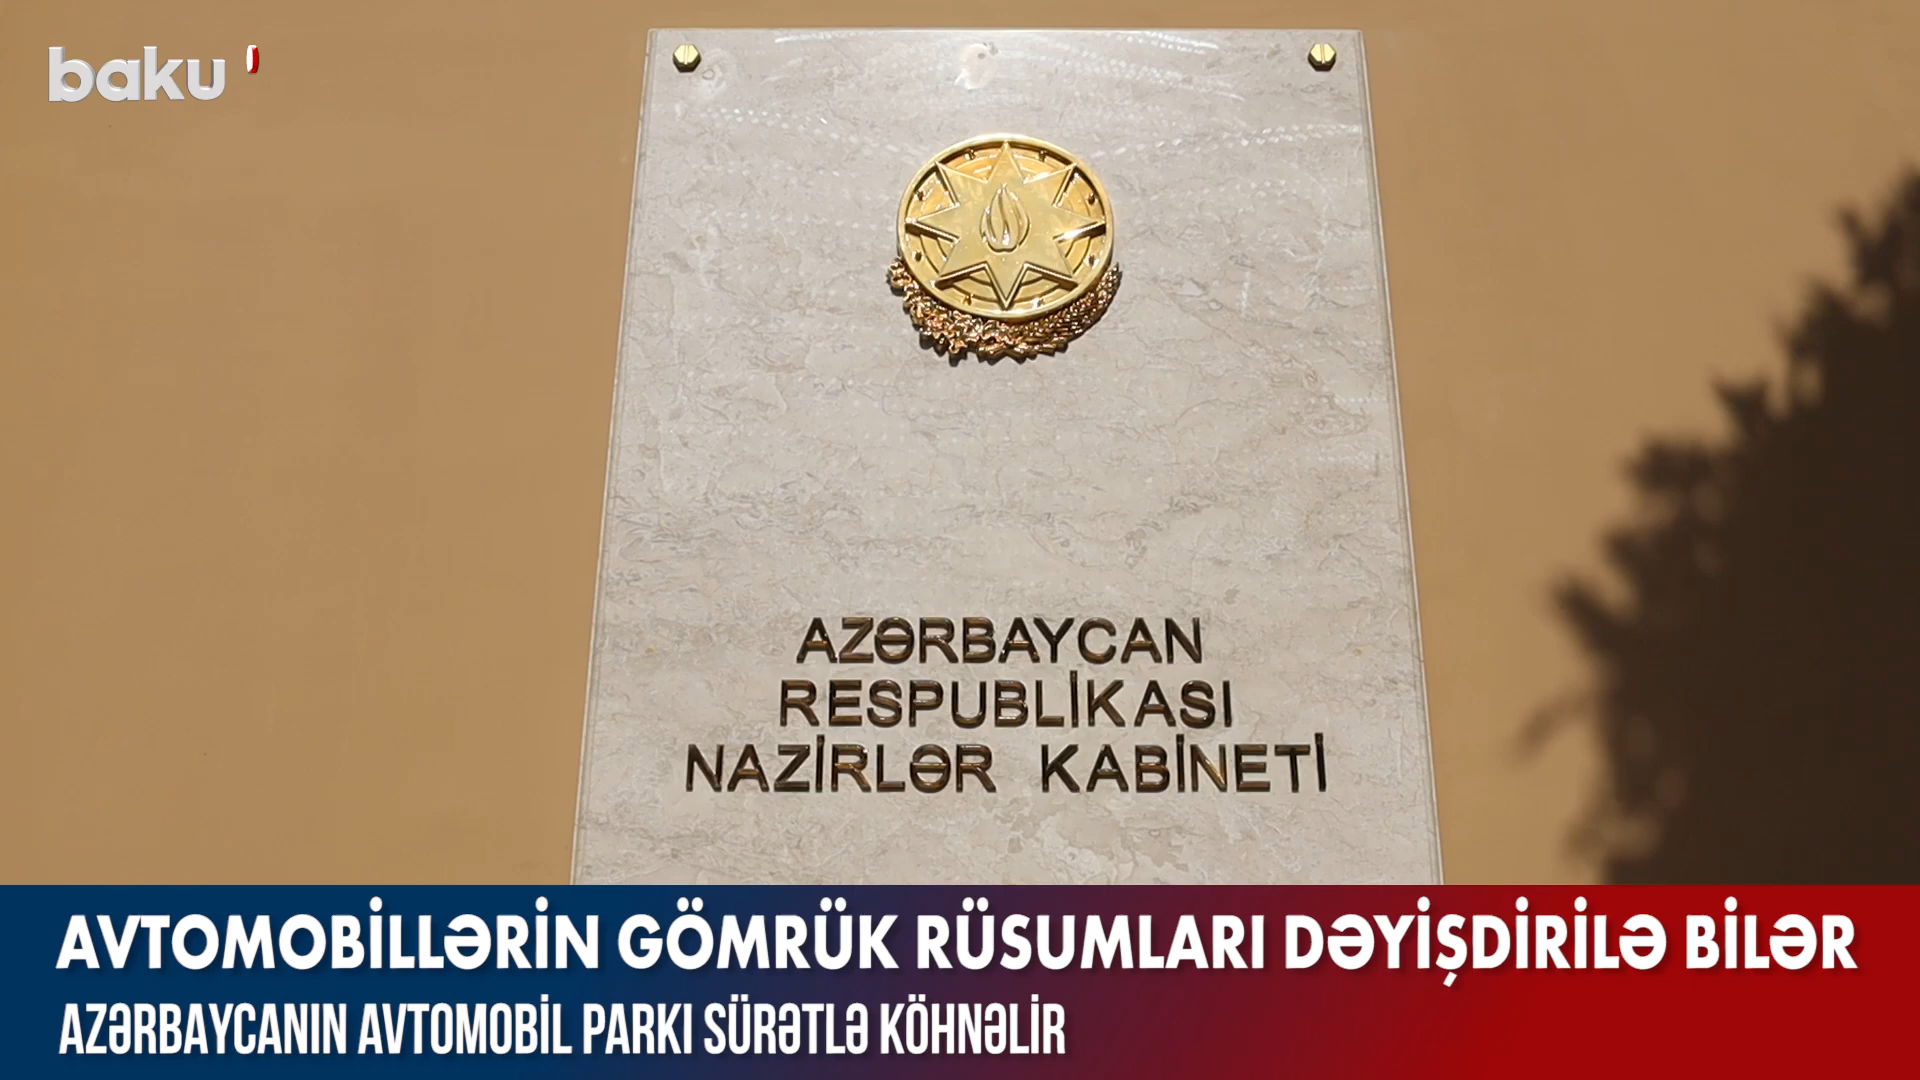 baku
AZƏRBAYCAN
RESPUBLİKASI
NAZİRLƏR KABİNETİ
AVTOMOBİLLƏRİN GÖMRÜK RÜSUMLARI DƏYİŞDİRİLƏ BİLƏR
AZƏRBAYCANIN AVTOMOBİL PARKI SÜRƏTLƏ KÖHNƏLİR